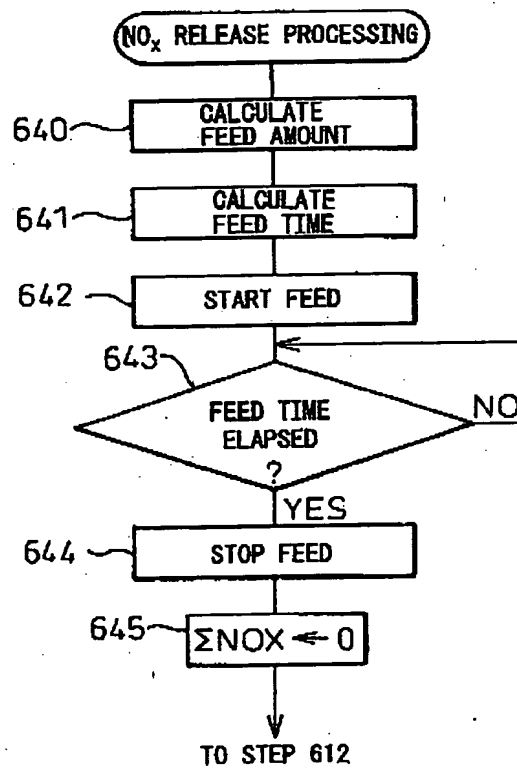 NOx RELEASE PROCESSING
640
CALCULATE
FEED AMOUNT
641
CALCULATE
FEED TIME
642
START FEED
643
FEED TIME
ELAPSED
?
NO
YES
644
STOP FEED
645
ΣNOX ← 0
TO STEP 612